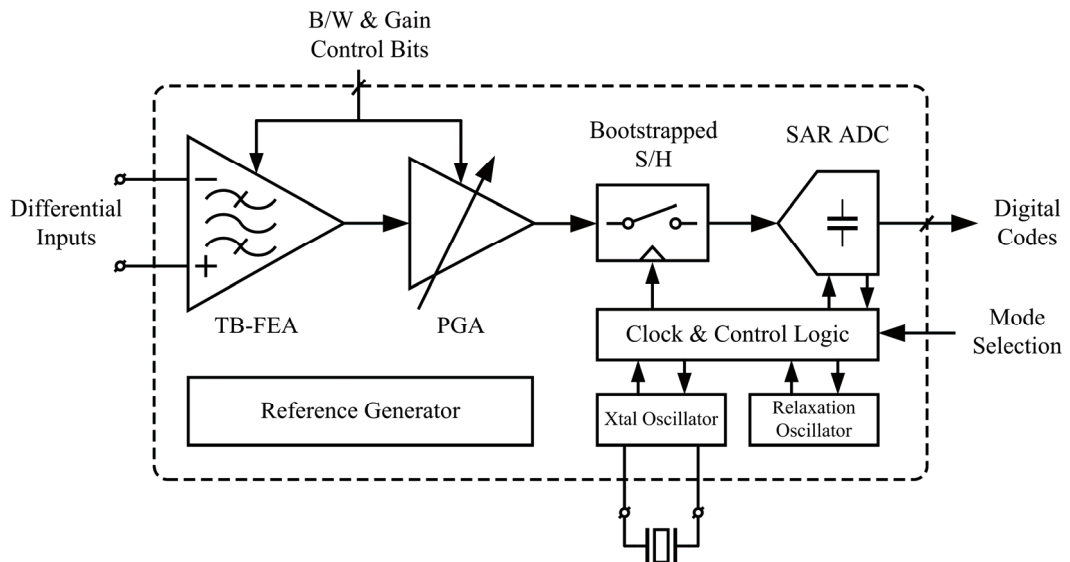 B/W & Gain
Control Bits
Bootstrapped
S/H
SAR ADC
Differential
Inputs
−
+
TB-FEA
PGA
Digital
Codes
Clock & Control Logic
Mode
Selection
Reference Generator
Xtal Oscillator
Relaxation
Oscillator